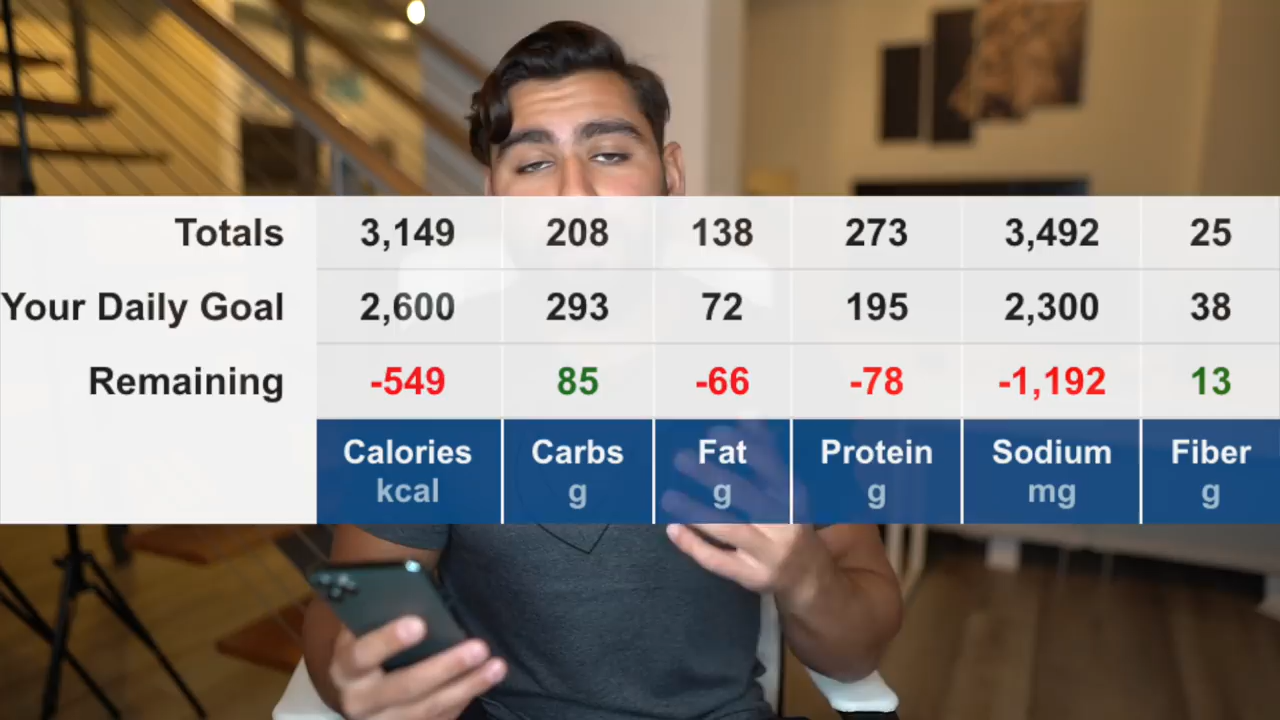 Totals 3,149 208 138 273 3,492 25
Your Daily Goal 2,600 293 72 195 2,300 38
Remaining -549 85 -66 -78 -1,192 13
Calories Carbs Fat Protein Sodium Fiber
kcal g g g mg g